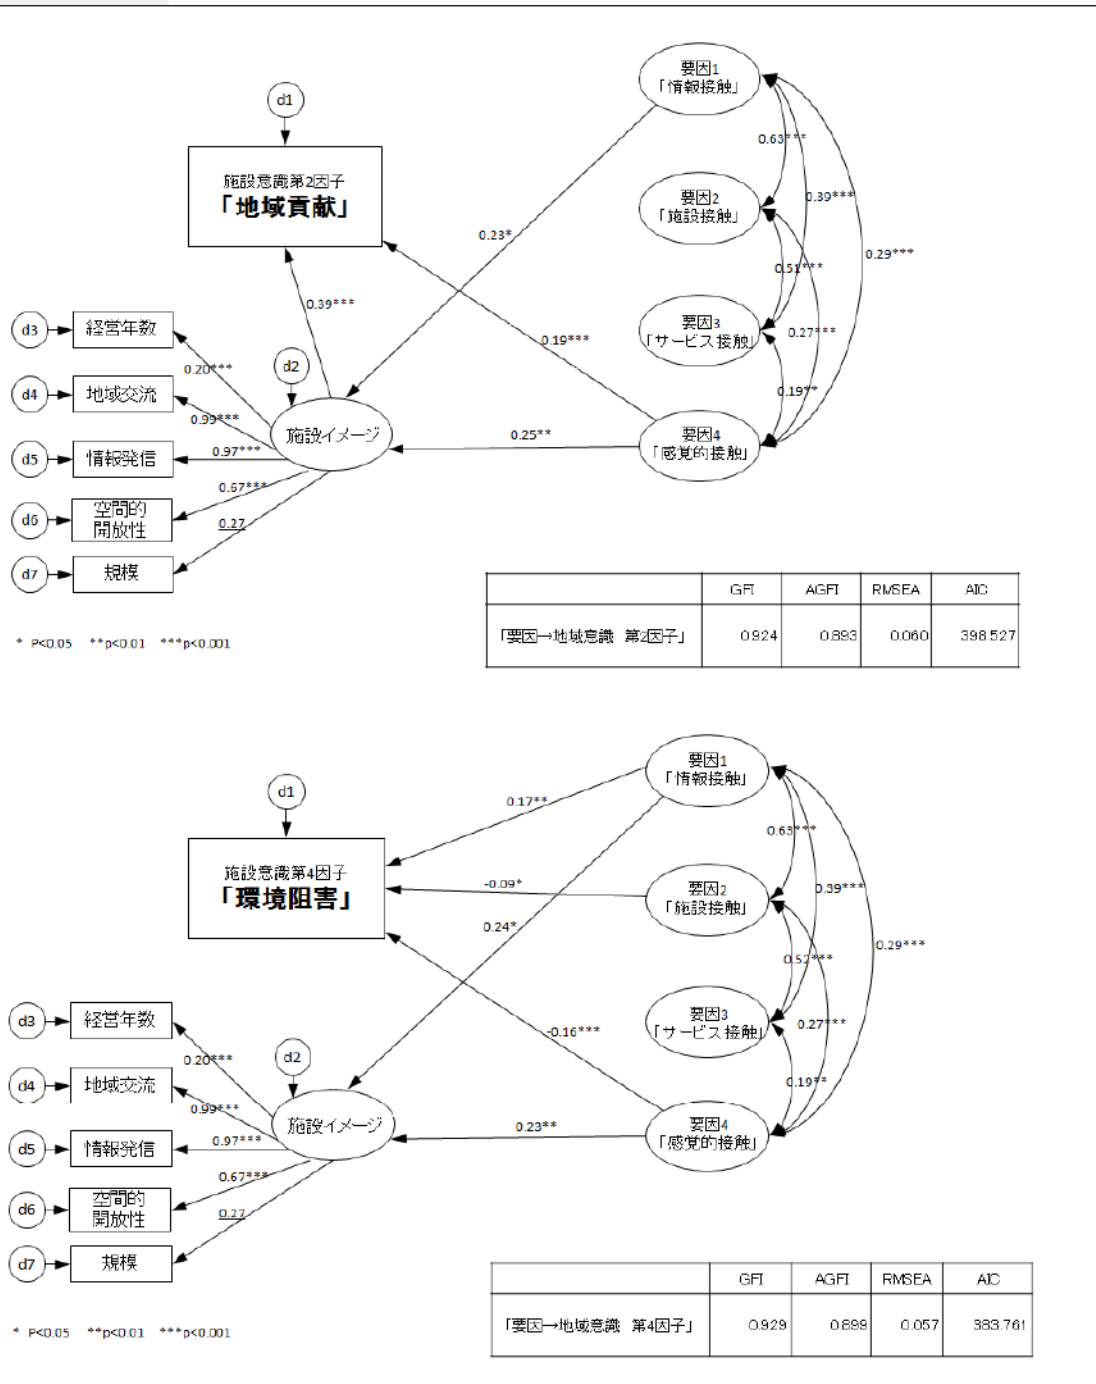 要因1
「情報接触」
d1
0.63***
施設意識第2因子
「地域貢献」
要因2
「施設接触」
0.39***
0.23*
0.29***
0.51***
0.39***
d3
経営年数
要因3
「サービス接触」
0.27***
0.19***
0.20***
d2
d4
地域交流
0.19**
0.99***
施設イメージ
0.25**
要因4
「感覚的接触」
d5
情報発信
0.97***
0.67***
d6
空間的
開放性
0.27
d7
規模
GFI AGFI RMSEA AIC
「要因→地域意識 第2因子」 0.924 0.893 0.060 398.527
* P<0.05 **p<0.01 ***p<0.001
要因1
「情報接触」
d1
0.17**
0.63***
施設意識第4因子
「環境阻害」
-0.09*
要因2
「施設接触」
0.39***
0.24*
0.29***
0.52***
d3
経営年数
要因3
「サービス接触」
0.27***
-0.16***
0.20***
d2
d4
地域交流
0.19**
0.99***
施設イメージ
0.23**
要因4
「感覚的接触」
d5
情報発信
0.97***
0.67***
d6
空間的
開放性
0.27
d7
規模
GFI AGFI RMSEA AIC
「要因→地域意識 第4因子」 0.929 0.899 0.057 383.761
* P<0.05 **p<0.01 ***p<0.001